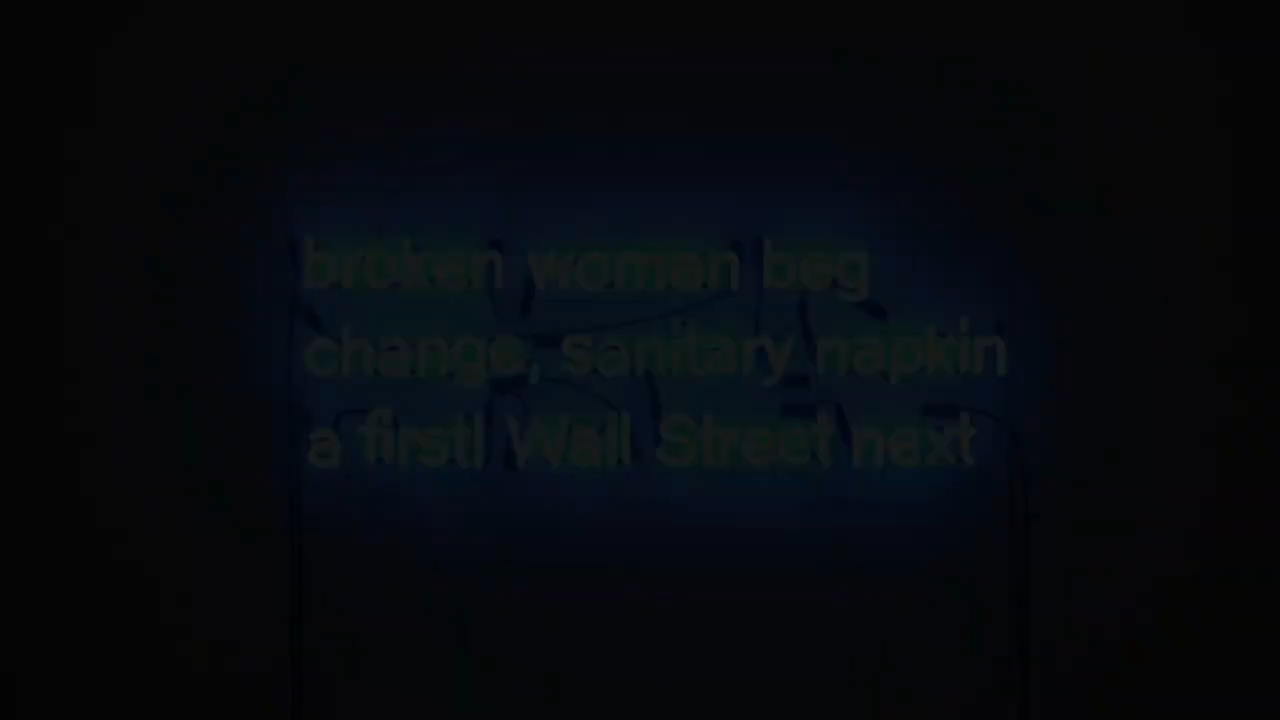 broken woman beg
change, sanitary napkin
a first! Wall Street next